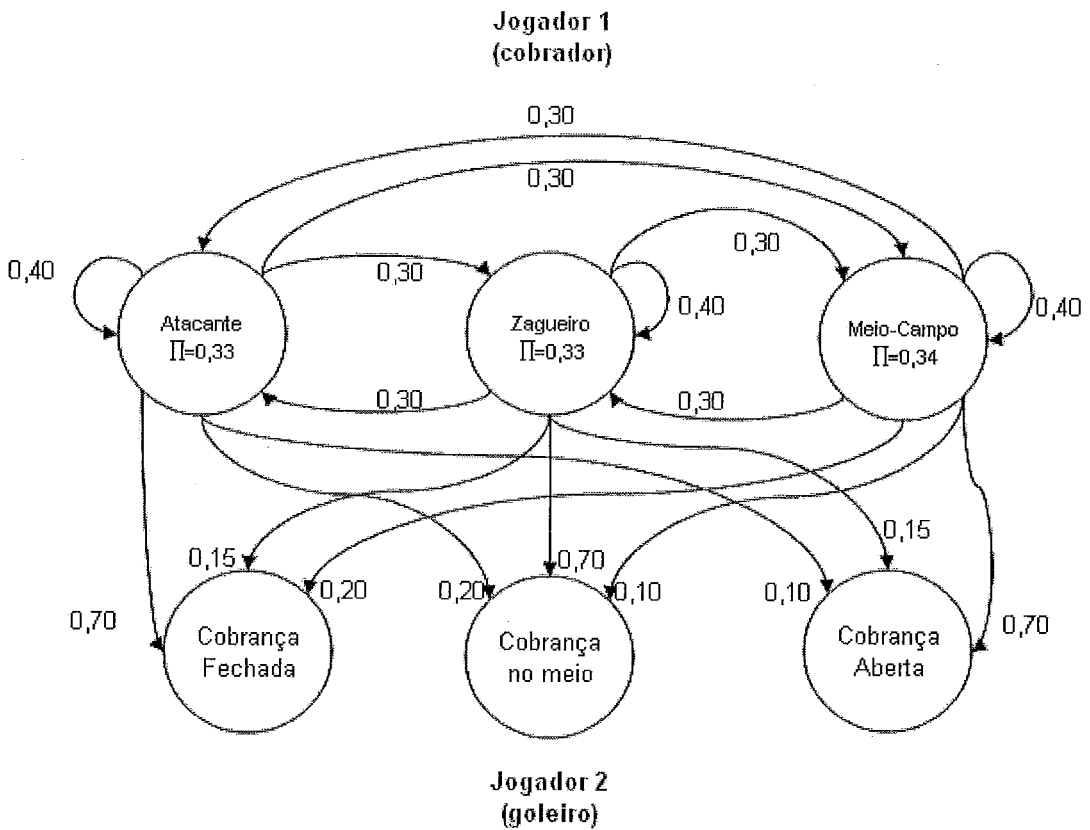 Jogador 1
(cobrador)
0,30
0,30
0,40
0,30
0,30
0,40
0,40
Atacante
∏=0,33
Zagueiro
∏=0,33
Meio-Campo
∏=0,34
0,30
0,30
0,15
0,20
0,20
0,70
0,10
0,10
0,15
0,70
0,70
Cobrança
Fechada
Cobrança
no meio
Cobrança
Aberta
Jogador 2
(goleiro)